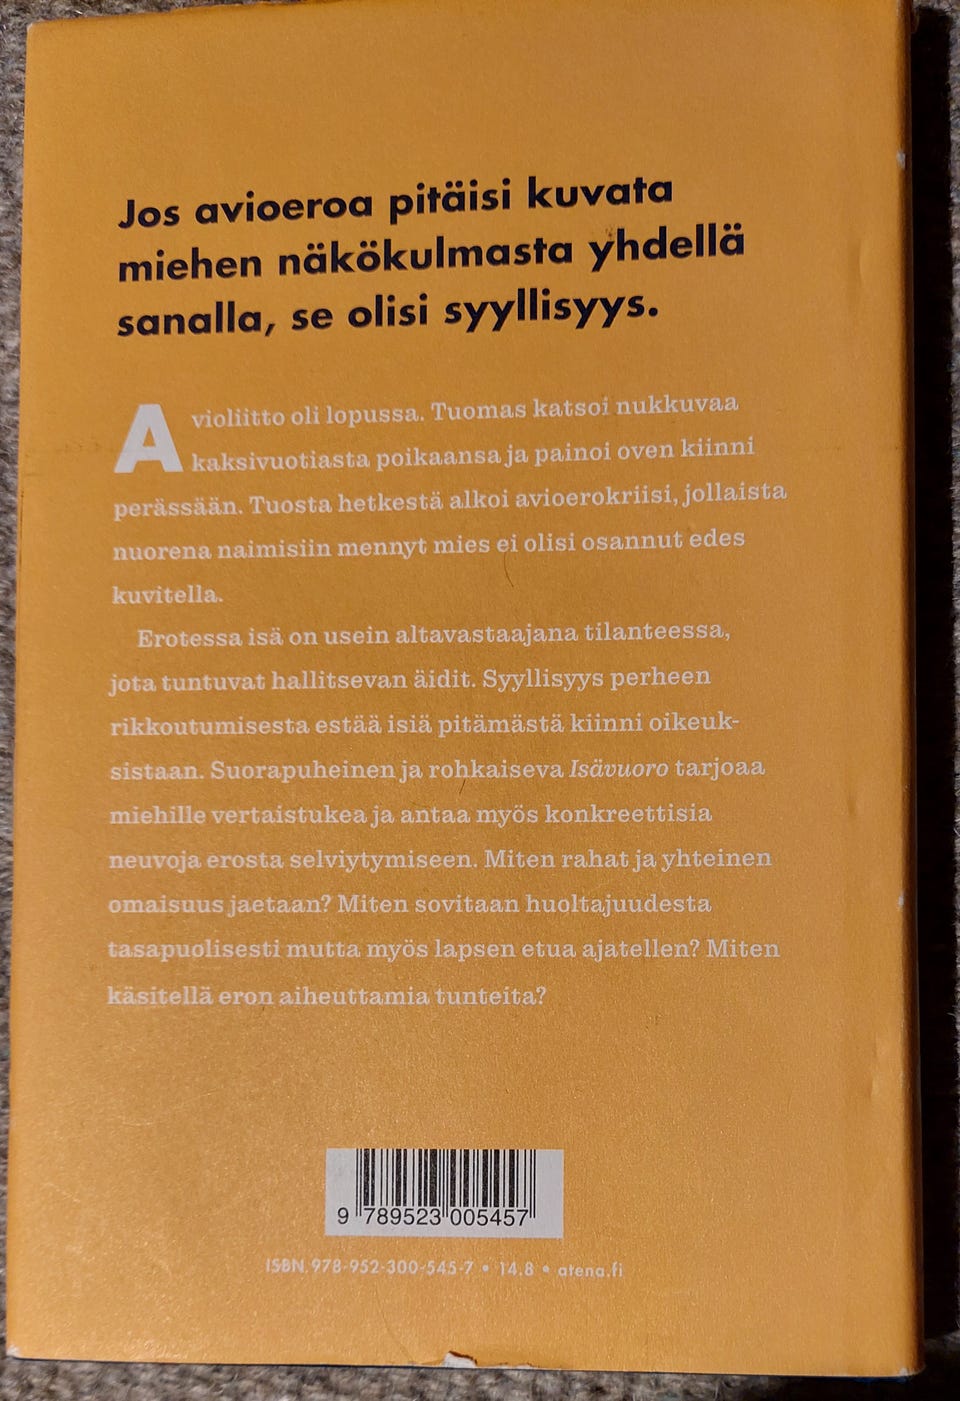 Jos avioeroa pitäisi kuvata
miehen näkökulmasta yhdellä
sanalla, se olisi syyllisyys.
Avioliitto oli lopussa. Tuomas katsoi nukkuvaa
kaksivuotiasta poikaansa ja painoi oven kiinni
perässään. Tuosta hetkestä alkoi avioerokriisi, jollaista
nuorena naimisiin mennyt mies ei olisi osannut edes
kuvitella.
Erotessa isä on usein altavastaajana tilanteessa,
jota tuntuvat hallitsevan äidit. Syyllisyys perheen
rikkoutumisesta estää isiä pitämästä kiinni oikeuk-
sistaan. Suorapuheinen ja rohkaiseva Isävuoro tarjoaa
miehille vertaistukea ja antaa myös konkreettisia
neuvoja erosta selviytymiseen. Miten rahat ja yhteinen
omaisuus jaetaan? Miten sovitaan huoltajuudesta
tasapuolisesti mutta myös lapsen etua ajatellen? Miten
käsitellä eron aiheuttamia tunteita?
9 789523 005457
ISBN 978-952-300-545-7 • 14.8 • atena.fi